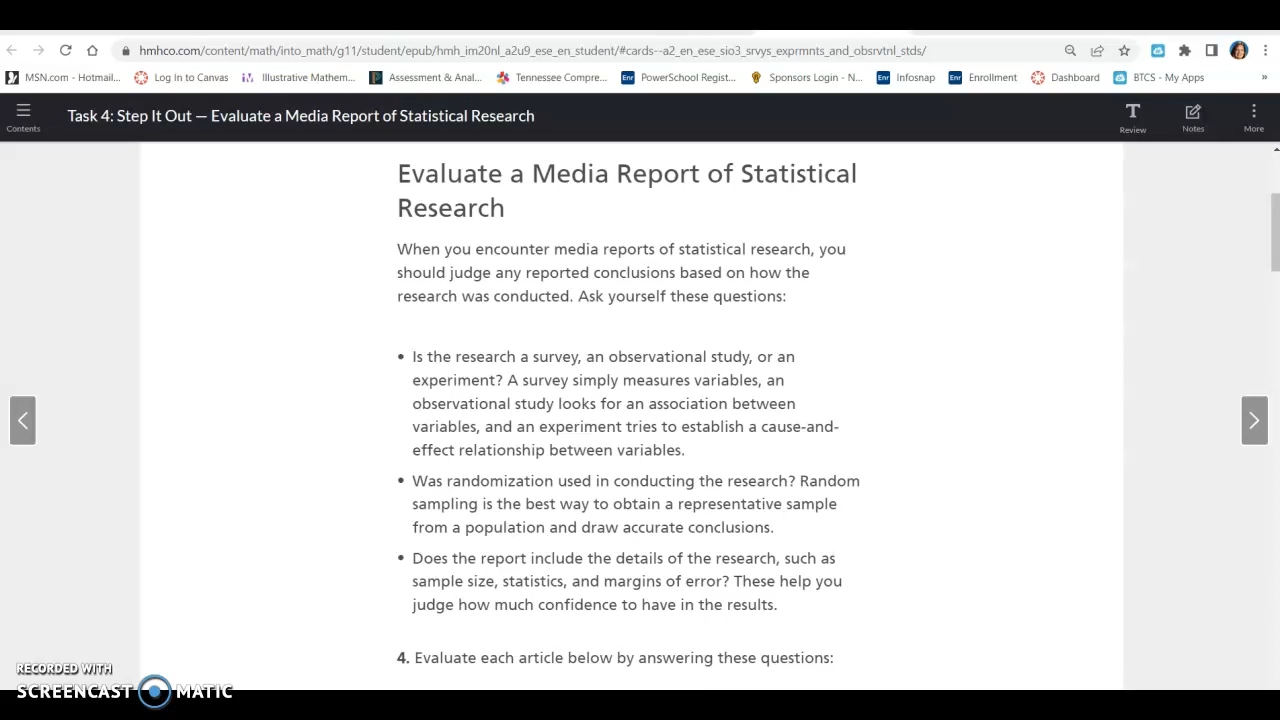 hmhco.com/content/math/into_math/g11/student/epub/hmh_im20nl_a2u9_ese_en_student/#cards--a2_en_ese_sio3_srvys_exprmnts_and_obsrvtnl_stds/
MSN.com - Hotmail... Log In to Canvas Illustrative Mathem... Assessment & Anal... Tennessee Compre... Enr PowerSchool Regist... Sponsors Login - N... Enr Infosnap Enr Enrollment Dashboard BTCS - My Apps »
Contents
Task 4: Step It Out — Evaluate a Media Report of Statistical Research
T Review Notes More
Evaluate a Media Report of Statistical
Research
When you encounter media reports of statistical research, you
should judge any reported conclusions based on how the
research was conducted. Ask yourself these questions:
• Is the research a survey, an observational study, or an
experiment? A survey simply measures variables, an
observational study looks for an association between
variables, and an experiment tries to establish a cause-and-
effect relationship between variables.
• Was randomization used in conducting the research? Random
sampling is the best way to obtain a representative sample
from a population and draw accurate conclusions.
• Does the report include the details of the research, such as
sample size, statistics, and margins of error? These help you
judge how much confidence to have in the results.
4. Evaluate each article below by answering these questions:
RECORDED WITH
SCREENCAST MATIC